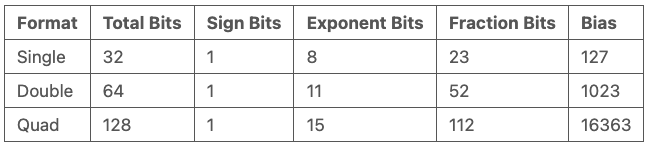 Format Total Bits Sign Bits Exponent Bits Fraction Bits Bias
Single 32 1 8 23 127
Double 64 1 11 52 1023
Quad 128 1 15 112 16363